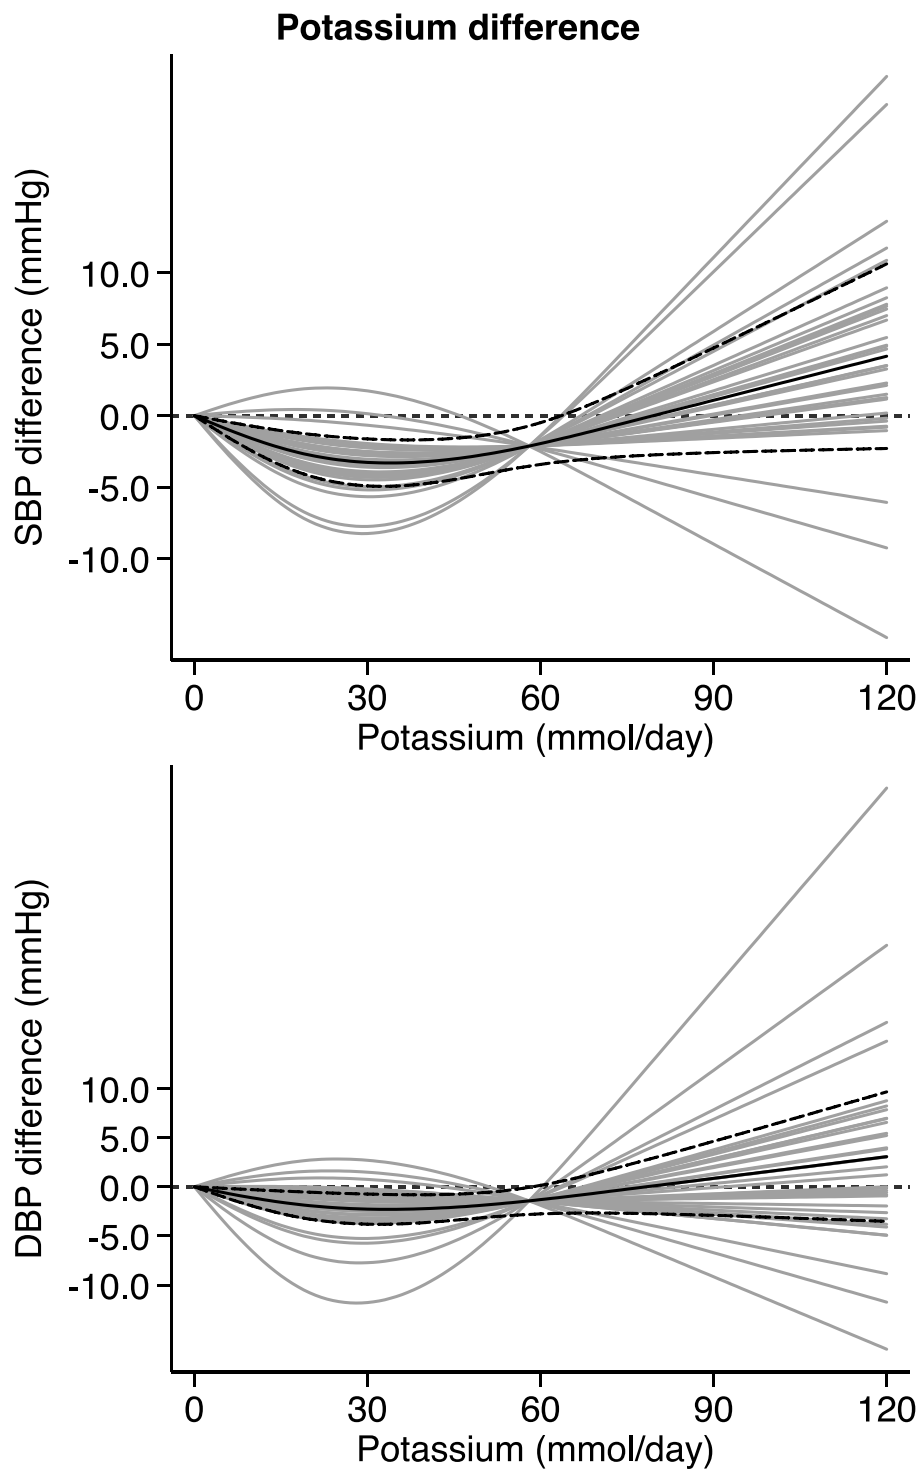 Potassium difference
SBP difference (mmHg)
10.0
5.0
0.0
-5.0
-10.0
0 30 60 90 120
Potassium (mmol/day)
DBP difference (mmHg)
10.0
5.0
0.0
-5.0
-10.0
0 30 60 90 120
Potassium (mmol/day)